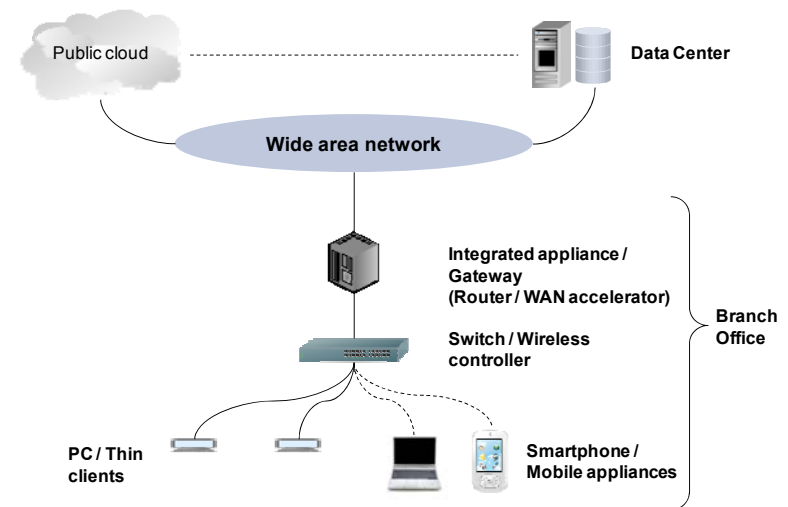 Public cloud
Data Center
Wide area network
Integrated appliance /
Gateway
(Router / WAN accelerator)
Switch / Wireless
controller
Branch
Office
PC / Thin
clients
Smartphone /
Mobile appliances